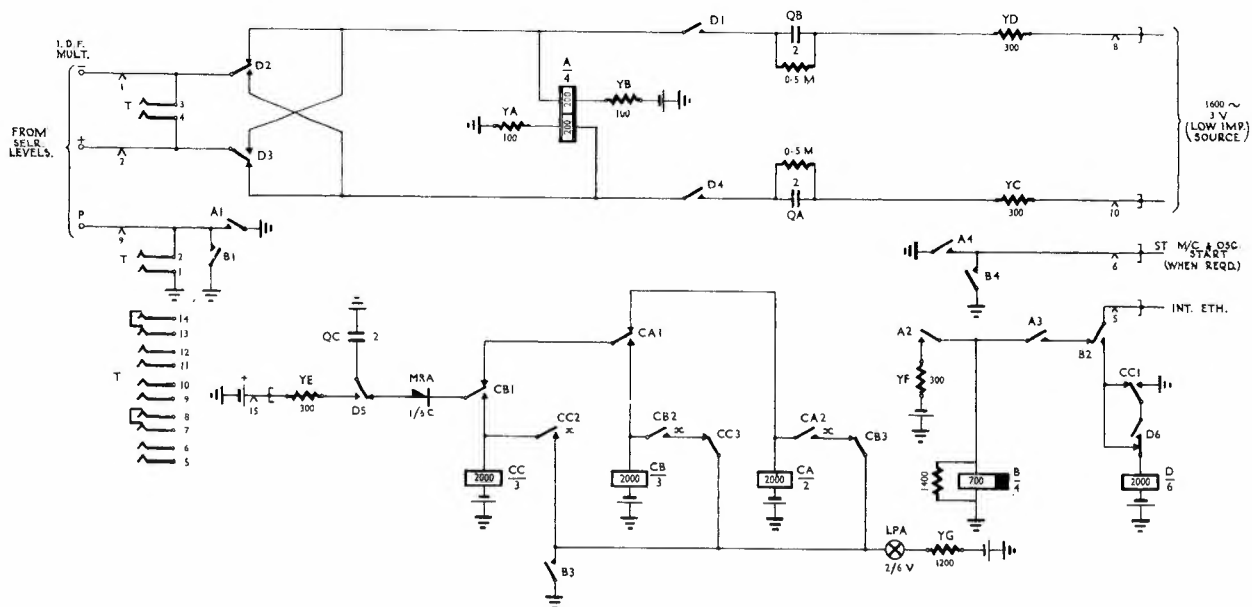 I. D. F.
MULT.
−
1
D2
T
3
4
+
2
D3
FROM
SELR.
LEVELS.
P
9
A1
T
2
1
B1
A
4
200
200
YA
100
YB
100
D1
QB
2
0·5 M
YD
300
8
D4
0·5 M
2
QA
YC
300
10
1600 ~
3 V
(LOW IMP.)
SOURCE
A4
B4
6
ST M/C & OSC.
START
(WHEN REQD.)
5
INT. ETH.
14
13
12
11
T
10
9
8
7
6
5
+
15
YE
300
QC
2
D5
MRA
1/5 C
CB1
CA1
CC2
x
CB2
x
CC3
CA2
x
CB3
2000
CC
3
2000
CB
3
2000
CA
2
B3
LPA
2/6 V
YG
1200
A2
YF
300
A3
B2
CC1
D6
1400
700
B
4
2000
D
6